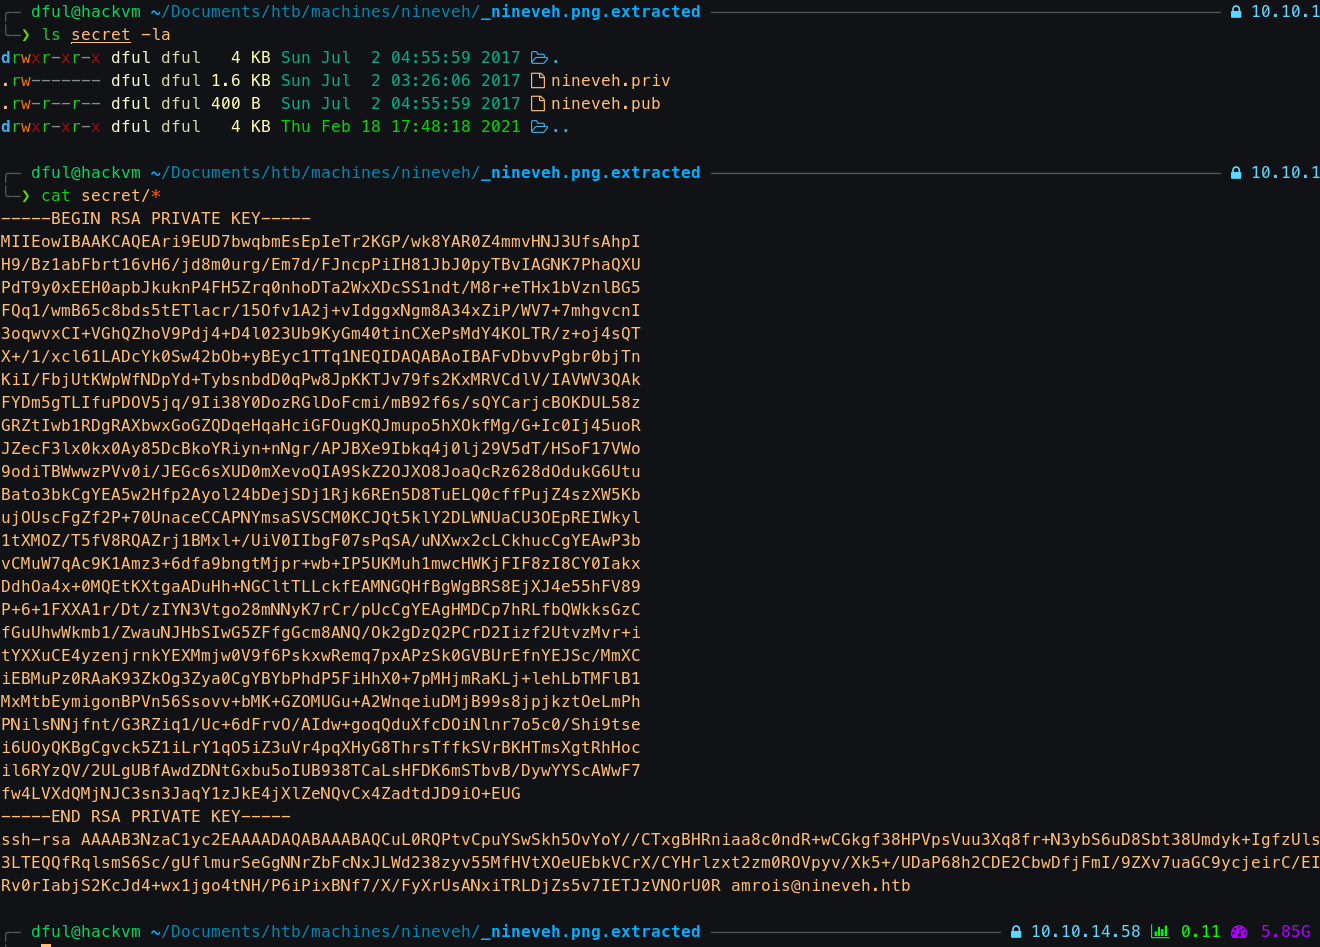 dful@hackvm ~/Documents/htb/machines/nineveh/_nineveh.png.extracted 10.10.1
❯ ls secret -la
drwxr-xr-x dful dful 4 KB Sun Jul 2 04:55:59 2017 .
.rw------- dful dful 1.6 KB Sun Jul 2 03:26:06 2017 nineveh.priv
.rw-r--r-- dful dful 400 B Sun Jul 2 04:55:59 2017 nineveh.pub
drwxr-xr-x dful dful 4 KB Thu Feb 18 17:48:18 2021 ..
dful@hackvm ~/Documents/htb/machines/nineveh/_nineveh.png.extracted 10.10.1
❯ cat secret/*
-----BEGIN RSA PRIVATE KEY-----
MIIEowIBAAKCAQEAri9EUD7bwqbmEsEpIeTr2KGP/wk8YAR0Z4mmvHNJ3UfsAhpI
H9/Bz1abFbrt16vH6/jd8m0urg/Em7d/FJncpPiIH81JbJ0pyTBvIAGNK7PhaQXU
PdT9y0xEEH0apbJkuknP4FH5Zrq0nhoDTa2WxXDcSS1ndt/M8r+eTHx1bVznlBG5
FQq1/wmB65c8bds5tETlacr/15Ofv1A2j+vIdggxNgm8A34xZiP/WV7+7mhgvcnI
3oqwvxCI+VGhQZhoV9Pdj4+D4l023Ub9KyGm40tinCXePsMdY4KOLTR/z+oj4sQT
X+/1/xcl61LADcYk0Sw42bOb+yBEyc1TTq1NEQIDAQABAoIBAFvDbvvPgbr0bjTn
KiI/FbjUtKWpWfNDpYd+TybsnbdD0qPw8JpKKTJv79fs2KxMRVCdlV/IAVWV3QAk
FYDm5gTLIfuPDOV5jq/9Ii38Y0DozRGlDoFcmi/mB92f6s/sQYCarjcBOKDUL58z
GRZtIwb1RDgRAXbwxGoGZQDqeHqaHciGFOugKQJmupo5hXOkfMg/G+Ic0Ij45uoR
JZecF3lx0kx0Ay85DcBkoYRiyn+nNgr/APJBXe9Ibkq4j0lj29V5dT/HSoF17VWo
9odiTBWwwzPVv0i/JEGc6sXUD0mXevoQIA9SkZ2OJXO8JoaQcRz628dOdukG6Utu
Bato3bkCgYEA5w2Hfp2Ayol24bDejSDj1Rjk6REn5D8TuELQ0cffPujZ4szXW5Kb
ujOUscFgZf2P+70UnaceCCAPNYmsaSVSCM0KCJQt5klY2DLWNUaCU3OEpREIWkyl
1tXMOZ/T5fV8RQAZrj1BMxl+/UiV0IIbgF07sPqSA/uNXwx2cLCkhucCgYEAwP3b
vCMuW7qAc9K1Amz3+6dfa9bngtMjpr+wb+IP5UKMuh1mwcHWKjFIF8zI8CY0Iakx
DdhOa4x+0MQEtKXtgaADuHh+NGCltTLLckfEAMNGQHfBgWgBRS8EjXJ4e55hFV89
P+6+1FXXA1r/Dt/zIYN3Vtgo28mNNyK7rCr/pUcCgYEAgHMDCp7hRLfbQWkksGzC
fGuUhwWkmb1/ZwauNJHbSIwG5ZFfgGcm8ANQ/Ok2gDzQ2PCrD2Iizf2UtvzMvr+i
tYXXuCE4yzenjrnkYEXMmjw0V9f6PskxwRemq7pxAPzSk0GVBUrEfnYEJSc/MmXC
iEBMuPz0RAaK93ZkOg3Zya0CgYBYbPhdP5FiHhX0+7pMHjmRaKLj+lehLbTMFlB1
MxMtbEymigonBPVn56Ssovv+bMK+GZOMUGu+A2WnqeiuDMjB99s8jpjkztOeLmPh
PNilsNNjfnt/G3RZiq1/Uc+6dFrvO/AIdw+goqQduXfcDOiNlnr7o5c0/Shi9tse
i6UOyQKBgCgvck5Z1iLrY1qO5iZ3uVr4pqXHyG8ThrsTffkSVrBKHTmsXgtRhHoc
il6RYzQV/2ULgUBfAwdZDNtGxbu5oIUB938TCaLsHFDK6mSTbvB/DywYYScAWwF7
fw4LVXdQMjNJC3sn3JaqY1zJkE4jXlZeNQvCx4ZadtdJD9iO+EUG
-----END RSA PRIVATE KEY-----
ssh-rsa AAAAB3NzaC1yc2EAAAADAQABAAABAQCuL0RQPtvCpuYSwSkh5OvYoY//CTxgBHRniaa8c0ndR+wCGkgf38HPVpsVuu3Xq8fr+N3ybS6uD8Sbt38Umdyk+IgfzUls
3LTEQQfRqlsmS6Sc/gUflmurSeGgNNrZbFcNxJLWd238zyv55MfHVtXOeUEbkVCrX/CYHrlzxt2zm0ROVpyv/Xk5+/UDaP68h2CDE2CbwDfjFmI/9ZXv7uaGC9ycjeirC/EI
Rv0rIabjS2KcJd4+wx1jgo4tNH/P6iPixBNf7/X/FyXrUsANxiTRLDjZs5v7IETJzVNOrU0R amrois@nineveh.htb
dful@hackvm ~/Documents/htb/machines/nineveh/_nineveh.png.extracted 10.10.14.58 0.11 5.85G